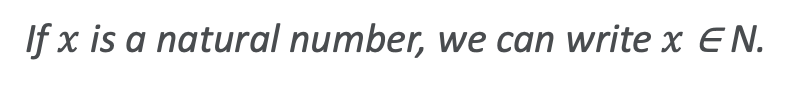 If x is a natural number, we can write x ∈ N.